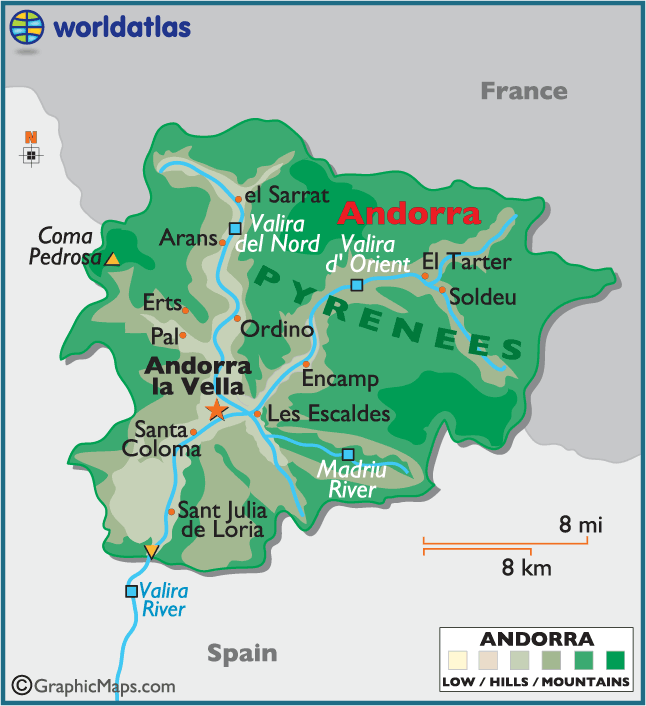 worldatlas
France
N
el Sarrat
Andorra
Coma
Pedrosa
Arans
Valira
del Nord
Valira
d' Orient
El Tarter
Soldeu
PYRENEES
Erts
Pal
Ordino
Andorra
la Vella
Encamp
Les Escaldes
Santa
Coloma
Madriu
River
Sant Julia
de Loria
8 mi
8 km
Valira
River
Spain
ANDORRA
LOW / HILLS / MOUNTAINS
©GraphicMaps.com